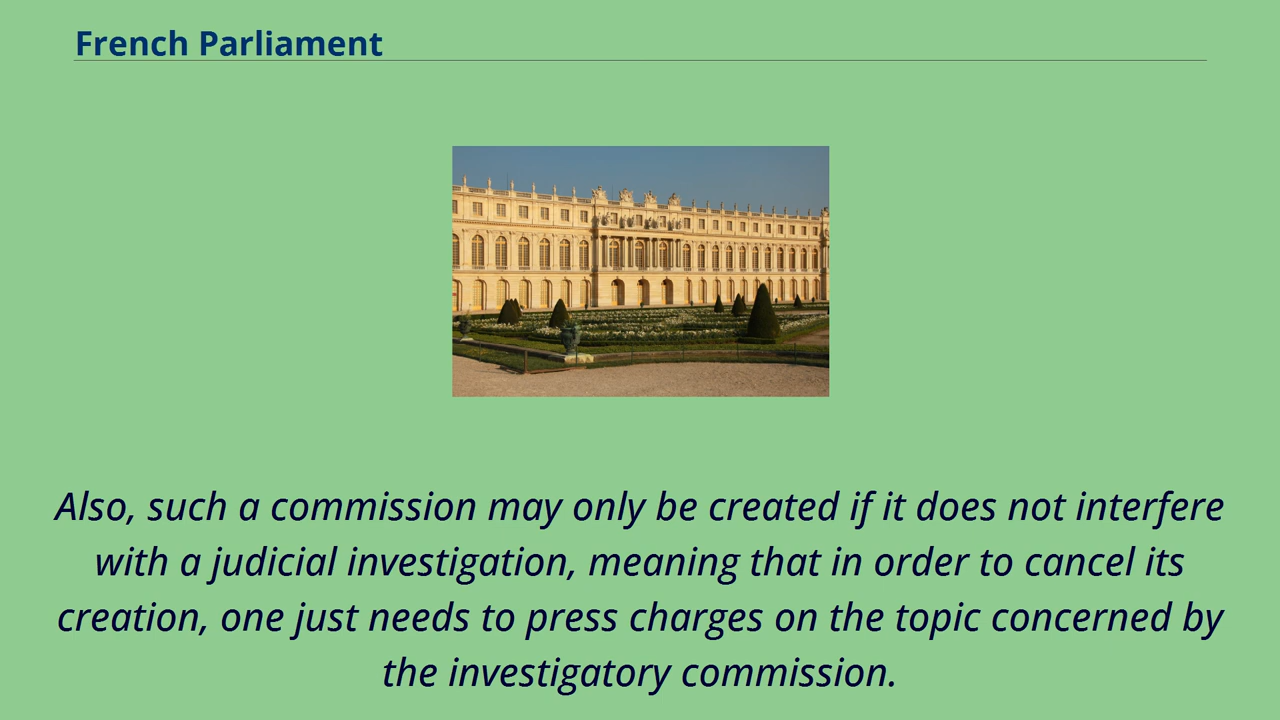 French Parliament
Also, such a commission may only be created if it does not interfere
with a judicial investigation, meaning that in order to cancel its
creation, one just needs to press charges on the topic concerned by
the investigatory commission.